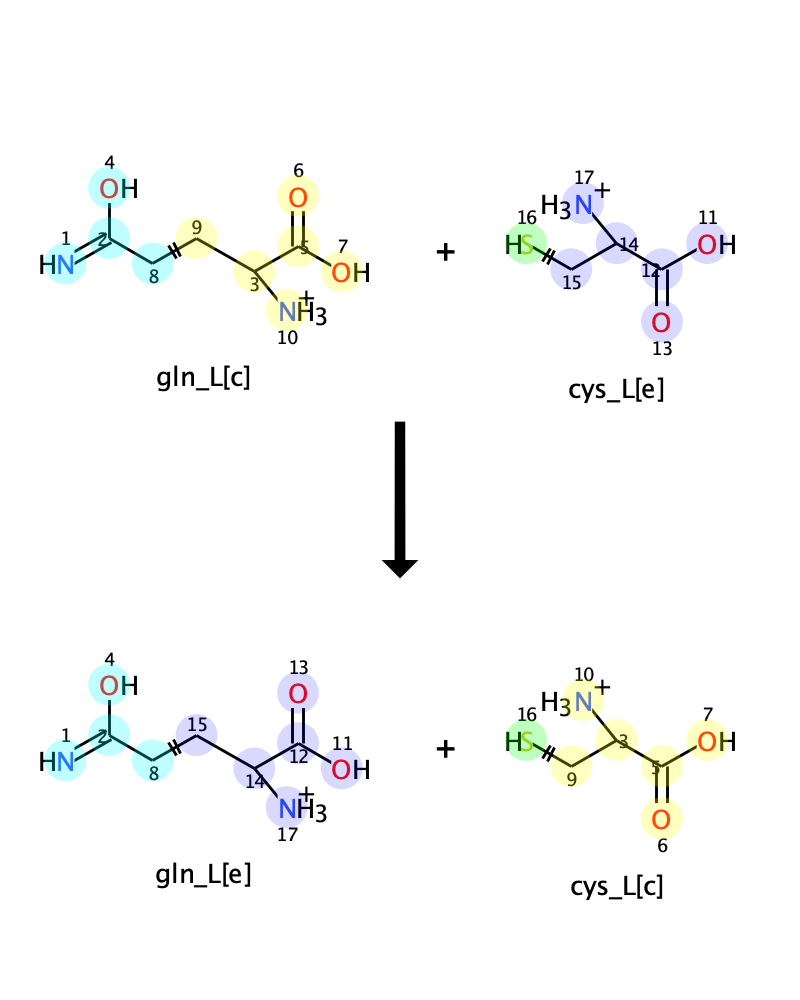 4
OH
1
HN
2
8
9
6
O
5
7
OH
3
NH3
+
10
gln_L[c]
+
17
H3N
+
16
HS
15
14
11
OH
12
O
13
cys_L[e]
4
OH
1
HN
2
8
15
13
O
12
11
OH
14
NH3
+
17
gln_L[e]
+
10
H3N
+
16
HS
9
3
7
OH
5
O
6
cys_L[c]